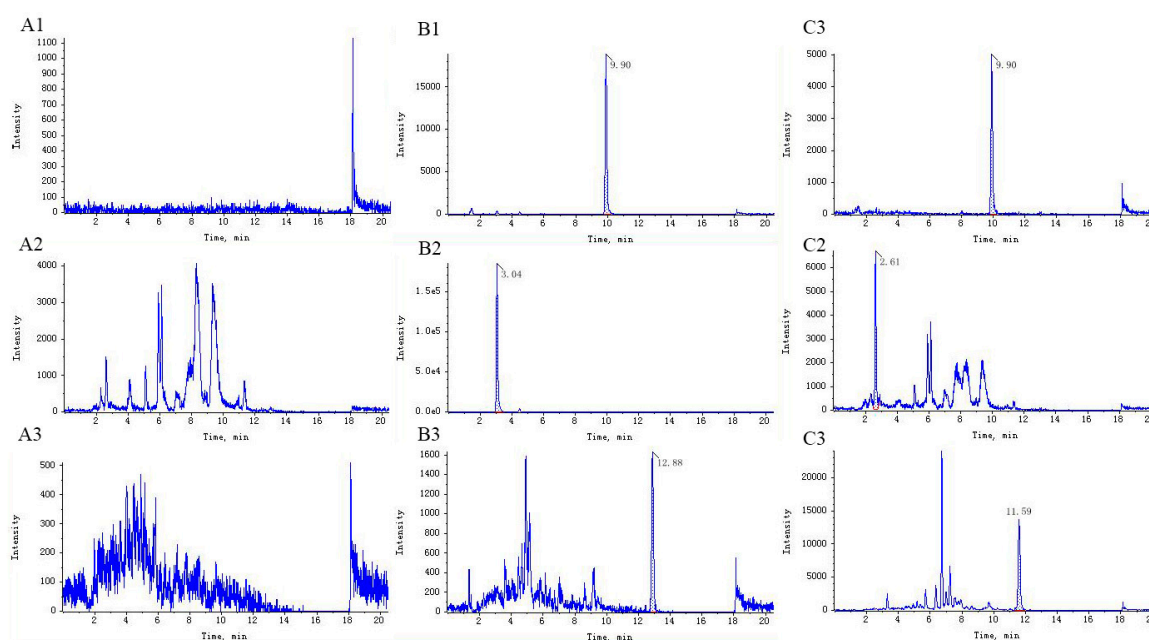 A1
1100
1000
900
800
700
600
500
400
300
200
100
0
Intensity
2 4 6 8 10 12 14 16 18 20
Time, min
B1
9.90
15000
10000
5000
0
Intensity
2 4 6 8 10 12 14 16 18 20
Time, min
C3
9.90
5000
4000
3000
2000
1000
0
Intensity
2 4 6 8 10 12 14 16 18 20
Time, min
A2
4000
3000
2000
1000
0
Intensity
2 4 6 8 10 12 14 16 18 20
Time, min
B2
3.04
1.5e5
1.0e5
5.0e4
0.0e0
Intensity
2 4 6 8 10 12 14 16 18 20
Time, min
C2
2.61
6000
5000
4000
3000
2000
1000
0
Intensity
2 4 6 8 10 12 14 16 18 20
Time, min
A3
500
400
300
200
100
0
Intensity
2 4 6 8 10 12 14 16 18 20
Time, min
B3
12.88
1600
1400
1200
1000
800
600
400
200
0
Intensity
2 4 6 8 10 12 14 16 18 20
Time, min
C3
11.59
20000
15000
10000
5000
0
Intensity
2 4 6 8 10 12 14 16 18 20
Time, min